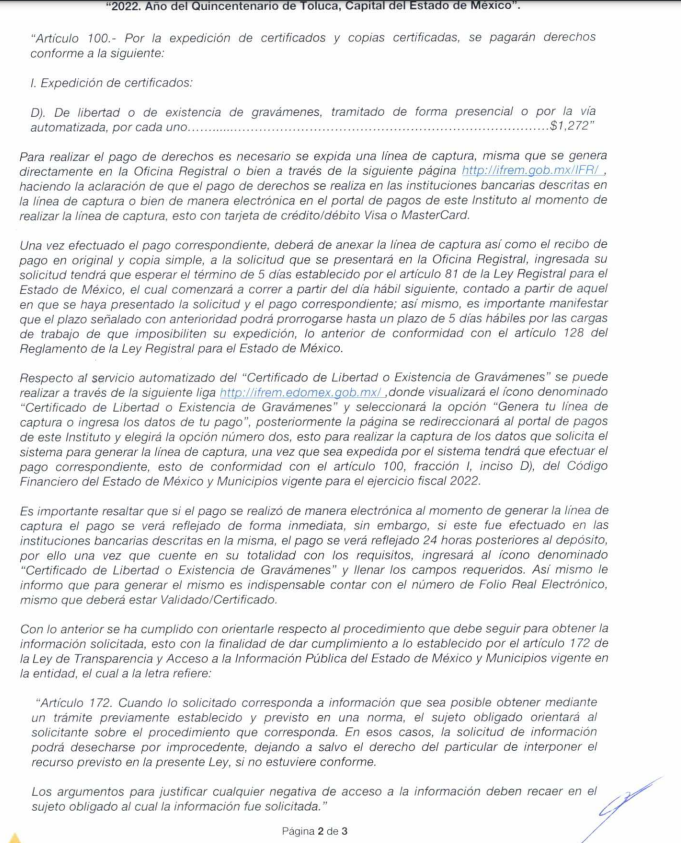 “2022. Año del Quincentenario de Toluca, Capital del Estado de México”.
“Artículo 100.- Por la expedición de certificados y copias certificadas, se pagarán derechos
conforme a la siguiente:
I. Expedición de certificados:
D). De libertad o de existencia de gravámenes, tramitado de forma presencial o por la vía
automatizada, por cada uno..........................................................................................$1,272”
Para realizar el pago de derechos es necesario se expida una línea de captura, misma que se genera
directamente en la Oficina Registral o bien a través de la siguiente página http://ifrem.gob.mx/IFR/ ,
haciendo la aclaración de que el pago de derechos se realiza en las instituciones bancarias descritas en
la línea de captura o bien de manera electrónica en el portal de pagos de este Instituto al momento de
realizar la línea de captura, esto con tarjeta de crédito/débito Visa o MasterCard.
Una vez efectuado el pago correspondiente, deberá de anexar la línea de captura así como el recibo de
pago en original y copia simple, a la solicitud que se presentará en la Oficina Registral, ingresada su
solicitud tendrá que esperar el término de 5 días establecido por el artículo 81 de la Ley Registral para el
Estado de México, el cual comenzará a correr a partir del día hábil siguiente, contado a partir de aquel
en que se haya presentado la solicitud y el pago correspondiente; así mismo, es importante manifestar
que el plazo señalado con anterioridad podrá prorrogarse hasta un plazo de 5 días hábiles por las cargas
de trabajo de que imposibiliten su expedición, lo anterior de conformidad con el artículo 128 del
Reglamento de la Ley Registral para el Estado de México.
Respecto al servicio automatizado del “Certificado de Libertad o Existencia de Gravámenes” se puede
realizar a través de la siguiente liga http://ifrem.edomex.gob.mx/ ,donde visualizará el ícono denominado
“Certificado de Libertad o Existencia de Gravámenes” y seleccionará la opción “Genera tu línea de
captura o ingresa los datos de tu pago”, posteriormente la página se redireccionará al portal de pagos
de este Instituto y elegirá la opción número dos, esto para realizar la captura de los datos que solicita el
sistema para generar la línea de captura, una vez que sea expedida por el sistema tendrá que efectuar el
pago correspondiente, esto de conformidad con el artículo 100, fracción I, inciso D), del Código
Financiero del Estado de México y Municipios vigente para el ejercicio fiscal 2022.
Es importante resaltar que si el pago se realizó de manera electrónica al momento de generar la línea de
captura el pago se verá reflejado de forma inmediata, sin embargo, si este fue efectuado en las
instituciones bancarias descritas en la misma, el pago se verá reflejado 24 horas posteriores al depósito,
por ello una vez que cuente en su totalidad con los requisitos, ingresará al ícono denominado
“Certificado de Libertad o Existencia de Gravámenes” y llenar los campos requeridos. Así mismo le
informo que para generar el mismo es indispensable contar con el número de Folio Real Electrónico,
mismo que deberá estar Validado/Certificado.
Con lo anterior se ha cumplido con orientarle respecto al procedimiento que debe seguir para obtener la
información solicitada, esto con la finalidad de dar cumplimiento a lo establecido por el artículo 172 de
la Ley de Transparencia y Acceso a la Información Pública del Estado de México y Municipios vigente en
la entidad, el cual a la letra refiere:
“Artículo 172. Cuando lo solicitado corresponda a información que sea posible obtener mediante
un trámite previamente establecido y previsto en una norma, el sujeto obligado orientará al
solicitante sobre el procedimiento que corresponda. En esos casos, la solicitud de información
podrá desecharse por improcedente, dejando a salvo el derecho del particular de interponer el
recurso previsto en la presente Ley, si no estuviere conforme.
Los argumentos para justificar cualquier negativa de acceso a la información deben recaer en el
sujeto obligado al cual la información fue solicitada.”
Página 2 de 3